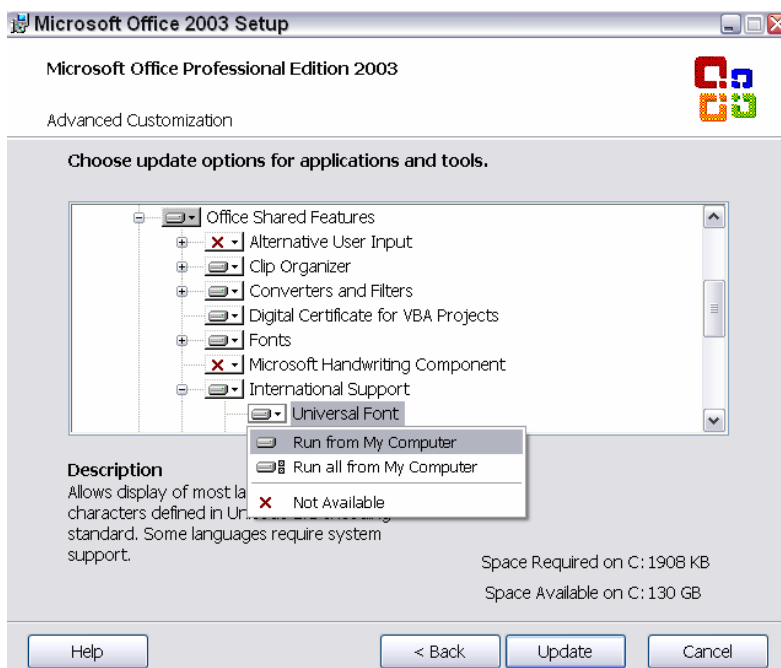 Microsoft Office 2003 Setup
Microsoft Office Professional Edition 2003
Advanced Customization
Choose update options for applications and tools.
Office Shared Features
Alternative User Input
Clip Organizer
Converters and Filters
Digital Certificate for VBA Projects
Fonts
Microsoft Handwriting Component
International Support
Universal Font
Run from My Computer
Run all from My Computer
Not Available
Description
Allows display of most la
characters defined in
standard. Some languages require system
support.
Space Required on C: 1908 KB
Space Available on C: 130 GB
Help
< Back
Update
Cancel